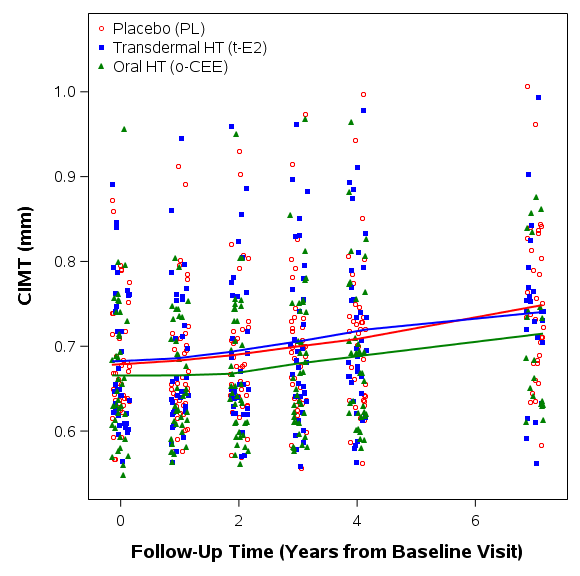 Placebo (PL)
Transdermal HT (t-E2)
Oral HT (o-CEE)
1.0
0.9
0.8
0.7
0.6
CIMT (mm)
0 2 4 6
Follow-Up Time (Years from Baseline Visit)